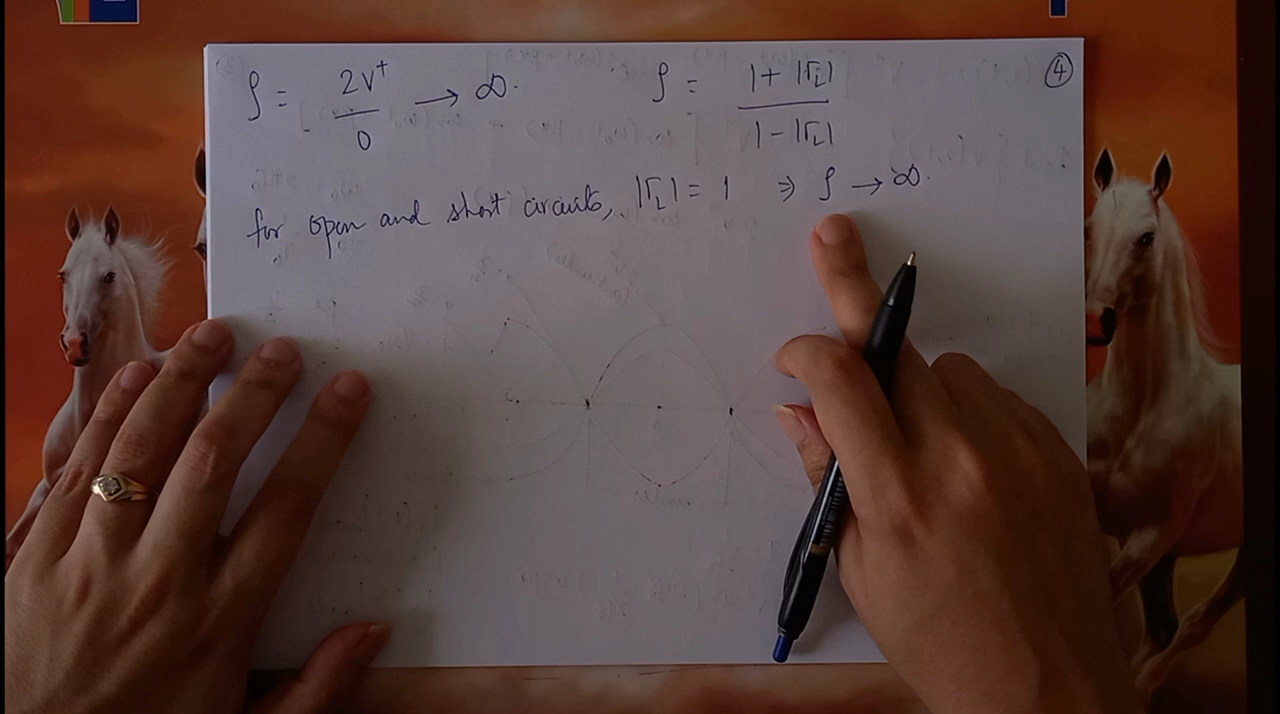 ρ = 2V⁺ / 0 → ∞. ρ = 1 + |Γ_L| / 1 - |Γ_L| ④
for open and short circuits, |Γ_L| = 1 ⇒ ρ → ∞.